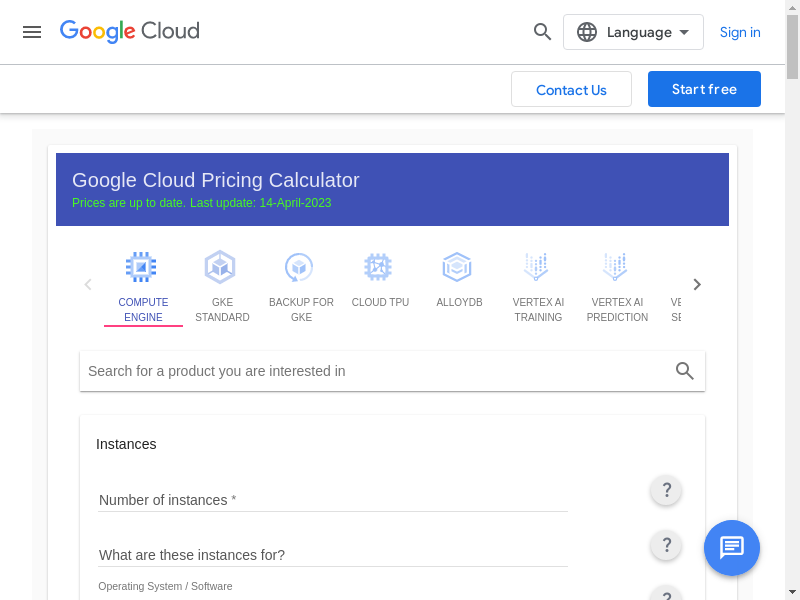 Google Cloud
Language
Sign in
Contact Us
Start free
Google Cloud Pricing Calculator
Prices are up to date. Last update: 14-April-2023
COMPUTE
ENGINE
GKE
STANDARD
BACKUP FOR
GKE
CLOUD TPU
ALLOYDB
VERTEX AI
TRAINING
VERTEX AI
PREDICTION
Search for a product you are interested in
Instances
Number of instances *
?
What are these instances for?
?
Operating System / Software
?